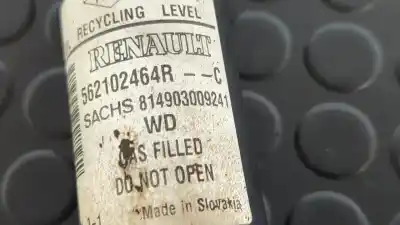 RECYCLING LEVEL
RENAULT
562102464R --C
SACHS 814903009241
WD
GAS FILLED
DO NOT OPEN
Made in Slovakia